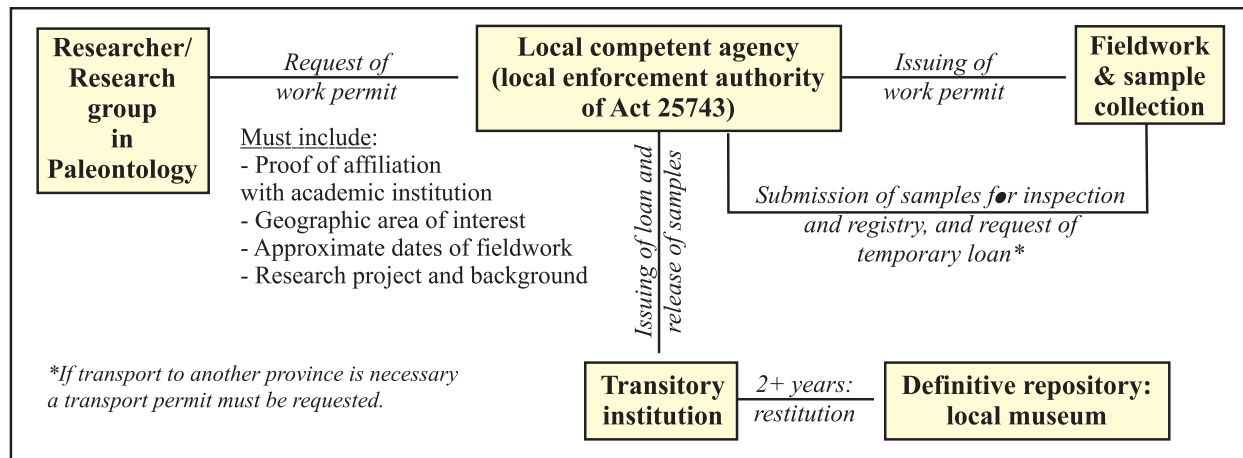 Researcher/
Research
group
in
Paleontology
Request of
work permit
Must include:
- Proof of affiliation
with academic institution
- Geographic area of interest
- Approximate dates of fieldwork
- Research project and background
Local competent agency
(local enforcement authority
of Act 25743)
Issuing of
work permit
Fieldwork
& sample
collection
Submission of samples for inspection
and registry, and request of
temporary loan*
Issuing of loan and
release of samples
Transitory
institution
2+ years:
restitution
Definitive repository:
local museum
*If transport to another province is necessary
a transport permit must be requested.